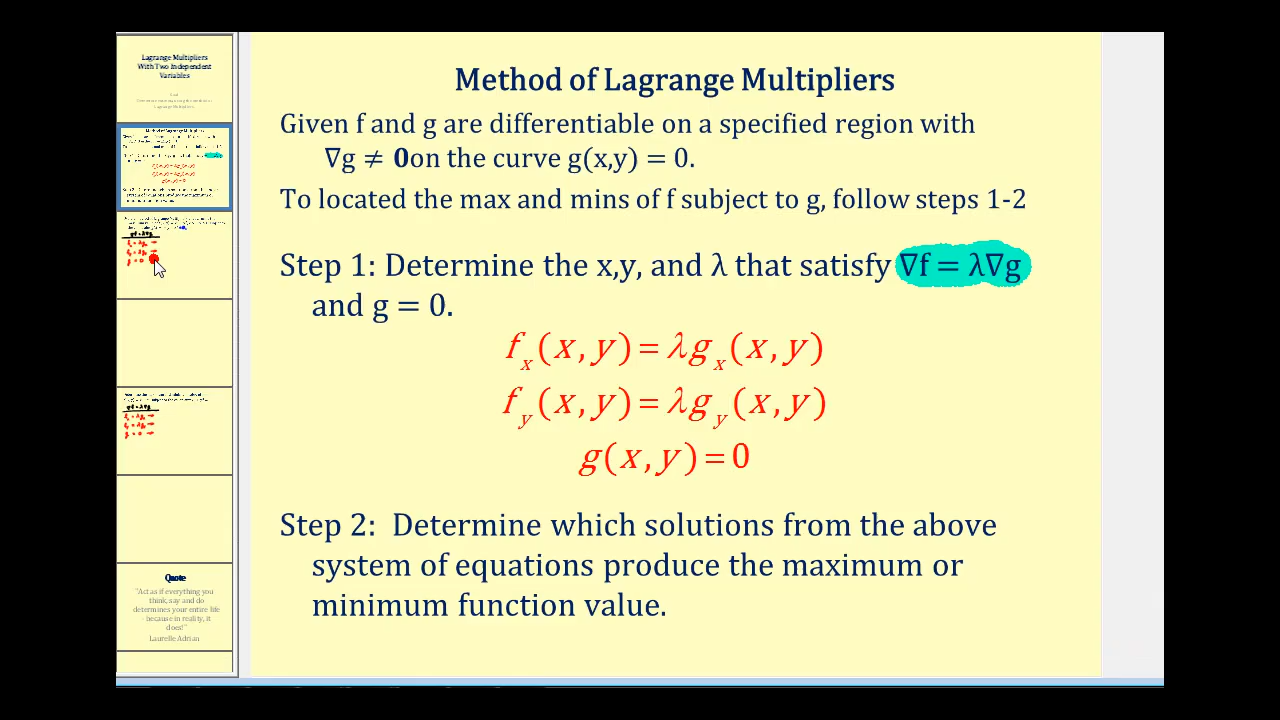 Lagrange Multipliers
With Two Independent
Variables
Method of Lagrange Multipliers
Given f and g are differentiable on a specified region with
∇g ≠ 0on the curve g(x,y) = 0.
To located the max and mins of f subject to g, follow steps 1-2
Step 1: Determine the x,y, and λ that satisfy ∇f = λ∇g
and g = 0.
f_x(x, y) = λg_x(x, y)
f_y(x, y) = λg_y(x, y)
g(x, y) = 0
Step 2:  Determine which solutions from the above
system of equations produce the maximum or
minimum function value.
Quote
"Act as if everything you
think, say and do
determines your entire life
- because in reality, it
does!"
Laurelle Adrian